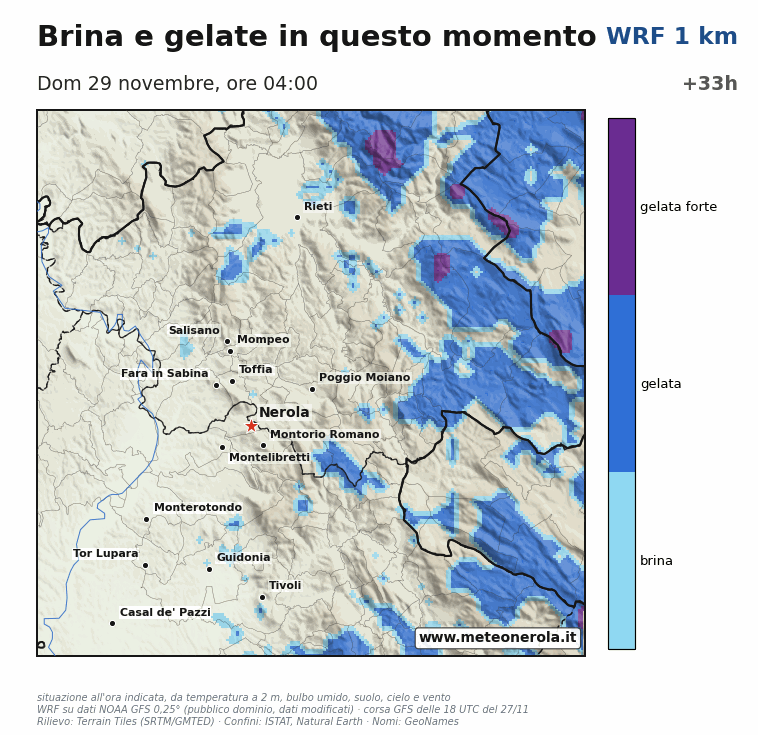 Brina e gelate in questo momento WRF 1 km
Dom 29 novembre, ore 04:00 +33h
Rieti
Salisano
Mompeo
Fara in Sabina
Toffia
Poggio Moiano
Nerola
Montorio Romano
Montelibretti
Monterotondo
Tor Lupara
Guidonia
Tivoli
Casal de' Pazzi
www.meteonerola.it
gelata forte
gelata
brina
situazione all'ora indicata, da temperatura a 2 m, bulbo umido, suolo, cielo e vento
WRF su dati NOAA GFS 0,25° (pubblico dominio, dati modificati) · corsa GFS delle 18 UTC del 27/11
Rilievo: Terrain Tiles (SRTM/GMTED) · Confini: ISTAT, Natural Earth · Nomi: GeoNames